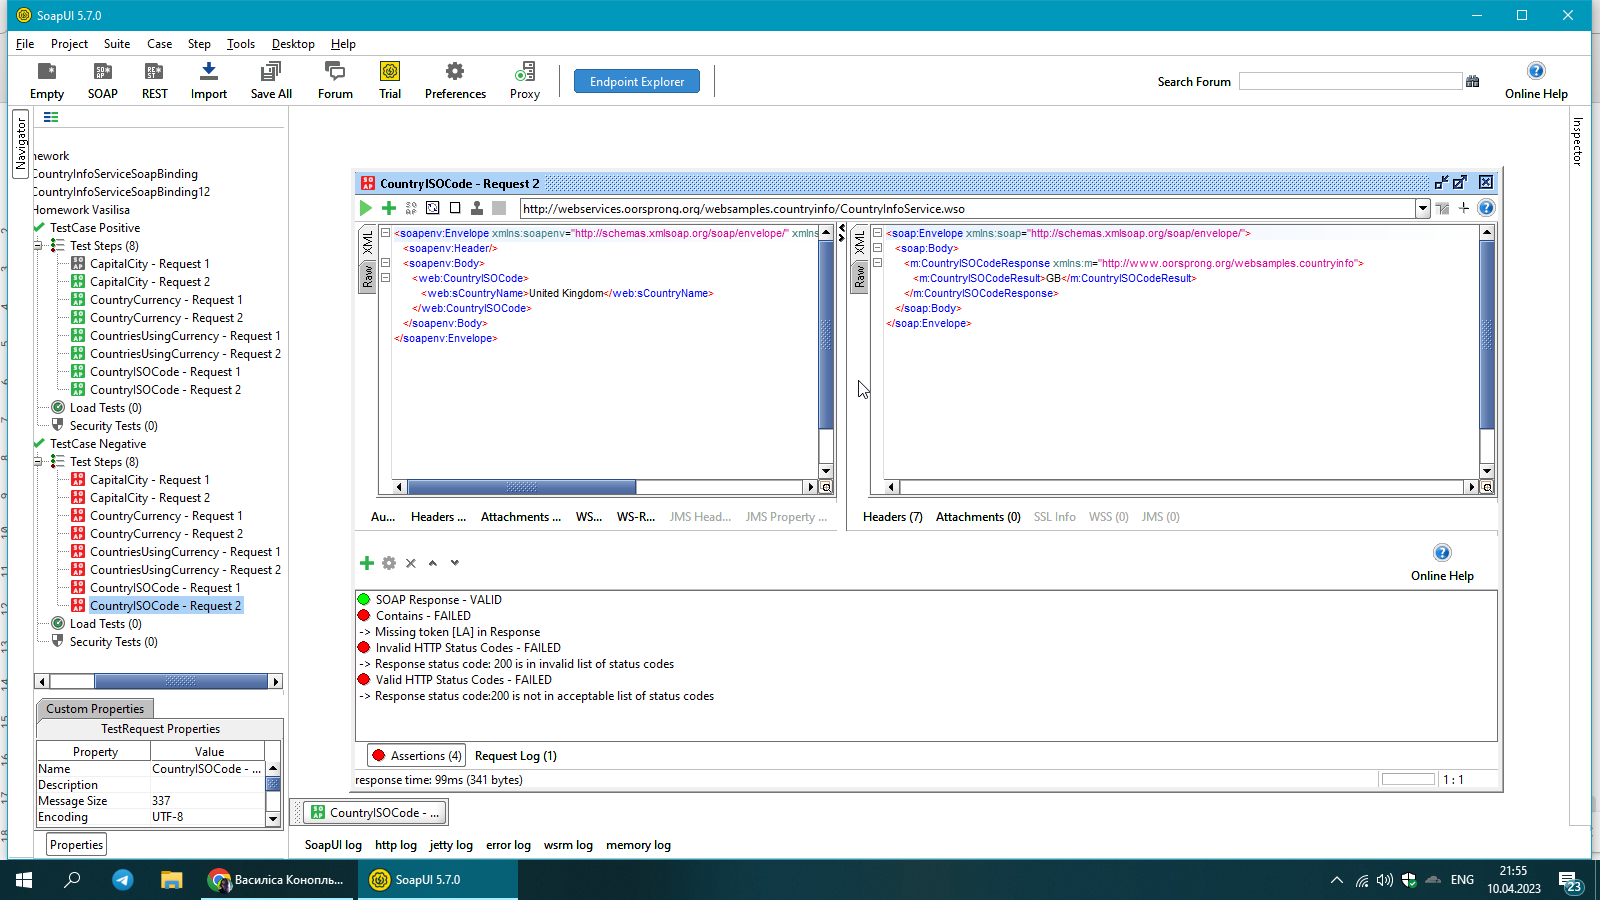 SoapUI 5.7.0
File Project Suite Case Step Tools Desktop Help
Empty SOAP REST Import Save All Forum Trial Preferences Proxy Endpoint Explorer Search Forum Online Help
Navigator
Inspector
nework
CountryInfoServiceSoapBinding
CountryInfoServiceSoapBinding12
Homework Vasilisa
TestCase Positive
Test Steps (8)
CapitalCity - Request 1
CapitalCity - Request 2
CountryCurrency - Request 1
CountryCurrency - Request 2
CountriesUsingCurrency - Request 1
CountriesUsingCurrency - Request 2
CountryISOCode - Request 1
CountryISOCode - Request 2
Load Tests (0)
Security Tests (0)
TestCase Negative
Test Steps (8)
CapitalCity - Request 1
CapitalCity - Request 2
CountryCurrency - Request 1
CountryCurrency - Request 2
CountriesUsingCurrency - Request 1
CountriesUsingCurrency - Request 2
CountryISOCode - Request 1
CountryISOCode - Request 2
Load Tests (0)
Security Tests (0)
Custom Properties
TestRequest Properties
Property Value
Name CountryISOCode - ...
Description
Message Size 337
Encoding UTF-8
Properties
CountryISOCode - Request 2
http://webservices.oorsprong.org/websamples.countryinfo/CountryInfoService.wso
XML
Raw
<soapenv:Envelope xmlns:soapenv="http://schemas.xmlsoap.org/soap/envelope/" xmlns
<soapenv:Header/>
<soapenv:Body>
<web:CountryISOCode>
<web:sCountryName>United Kingdom</web:sCountryName>
</web:CountryISOCode>
</soapenv:Body>
</soapenv:Envelope>
XML
Raw
<soap:Envelope xmlns:soap="http://schemas.xmlsoap.org/soap/envelope/">
<soap:Body>
<m:CountryISOCodeResponse xmlns:m="http://www.oorsprong.org/websamples.countryinfo">
<m:CountryISOCodeResult>GB</m:CountryISOCodeResult>
</m:CountryISOCodeResponse>
</soap:Body>
</soap:Envelope>
Au... Headers ... Attachments ... WS... WS-R... JMS Head... JMS Property ...
Headers (7) Attachments (0) SSL Info WSS (0) JMS (0)
Online Help
SOAP Response - VALID
Contains - FAILED
-> Missing token [LA] in Response
Invalid HTTP Status Codes - FAILED
-> Response status code: 200 is in invalid list of status codes
Valid HTTP Status Codes - FAILED
-> Response status code:200 is not in acceptable list of status codes
Assertions (4) Request Log (1)
response time: 99ms (341 bytes) 1 : 1
CountryISOCode - ...
SoapUI log http log jetty log error log wsrm log memory log
Василіса Конопль... SoapUI 5.7.0 ENG 21:55
10.04.2023 23